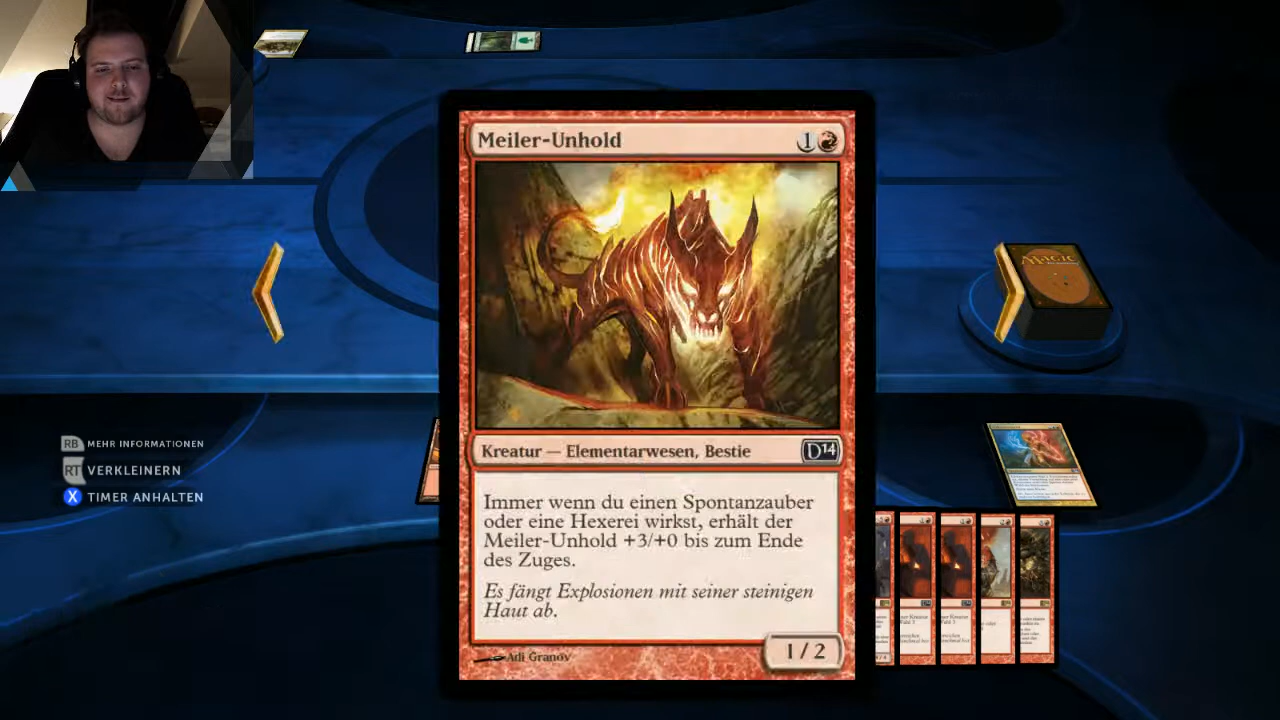 Meiler-Unhold
1
Kreatur — Elementarwesen, Bestie
D14
Immer wenn du einen Spontanzauber
oder eine Hexerei wirkst, erhält der
Meiler-Unhold +3/+0 bis zum Ende
des Zuges.
Es fängt Explosionen mit seiner steinigen
Haut ab.
Adi Granov
1/2
MAGIC
RB MEHR INFORMATIONEN
RT VERKLEINERN
X TIMER ANHALTEN